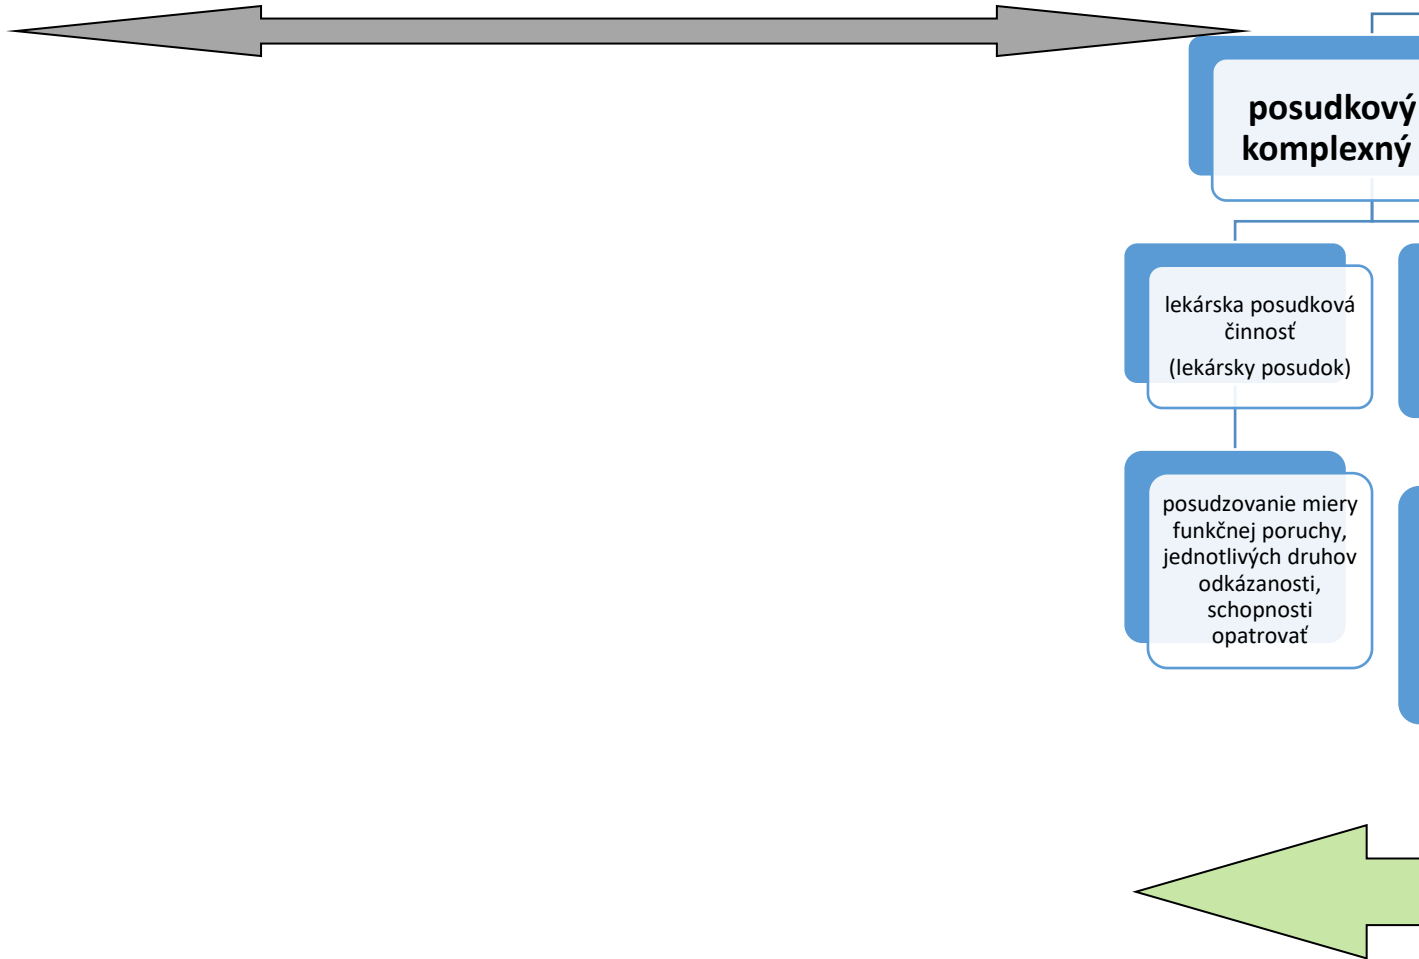 posudkový
komplexný
lekárska posudková
činnosť
(lekársky posudok)
posudzovanie miery
funkčnej poruchy,
jednotlivých druhov
odkázanosti,
schopnosti
opatrovať